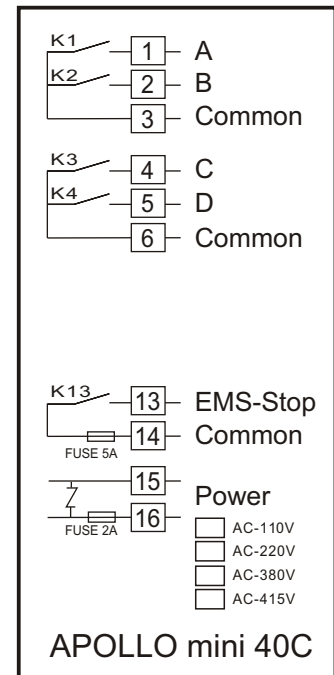 K1 1 A
K2 2 B
3 Common
K3 4 C
K4 5 D
6 Common
K13 13 EMS-Stop
14 Common
FUSE 5A
15
Power
16
FUSE 2A
AC-110V
AC-220V
AC-380V
AC-415V
APOLLO mini 40C